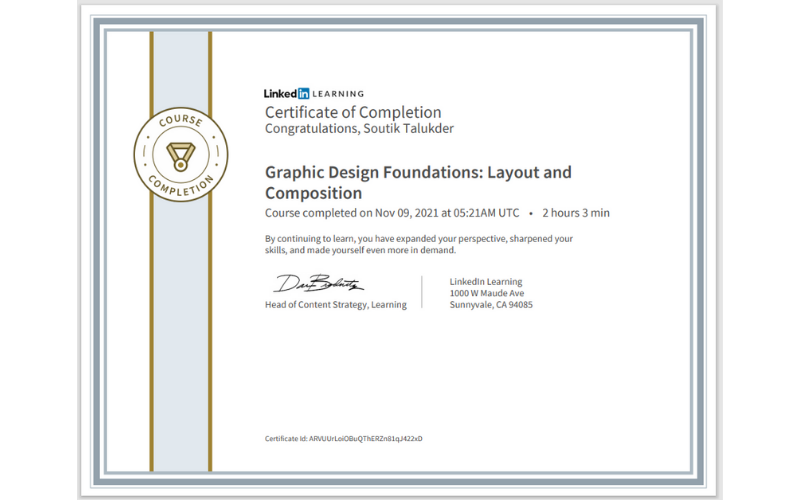 LinkedIn LEARNING
Certificate of Completion
Congratulations, Soutik Talukder
COURSE
COMPLETION
Graphic Design Foundations: Layout and
Composition
Course completed on Nov 09, 2021 at 05:21AM UTC • 2 hours 3 min
By continuing to learn, you have expanded your perspective, sharpened your
skills, and made yourself even more in demand.
Head of Content Strategy, Learning
LinkedIn Learning
1000 W Maude Ave
Sunnyvale, CA 94085
Certificate Id: ARVUUrLoiOBuQThERZn81qJ422xD